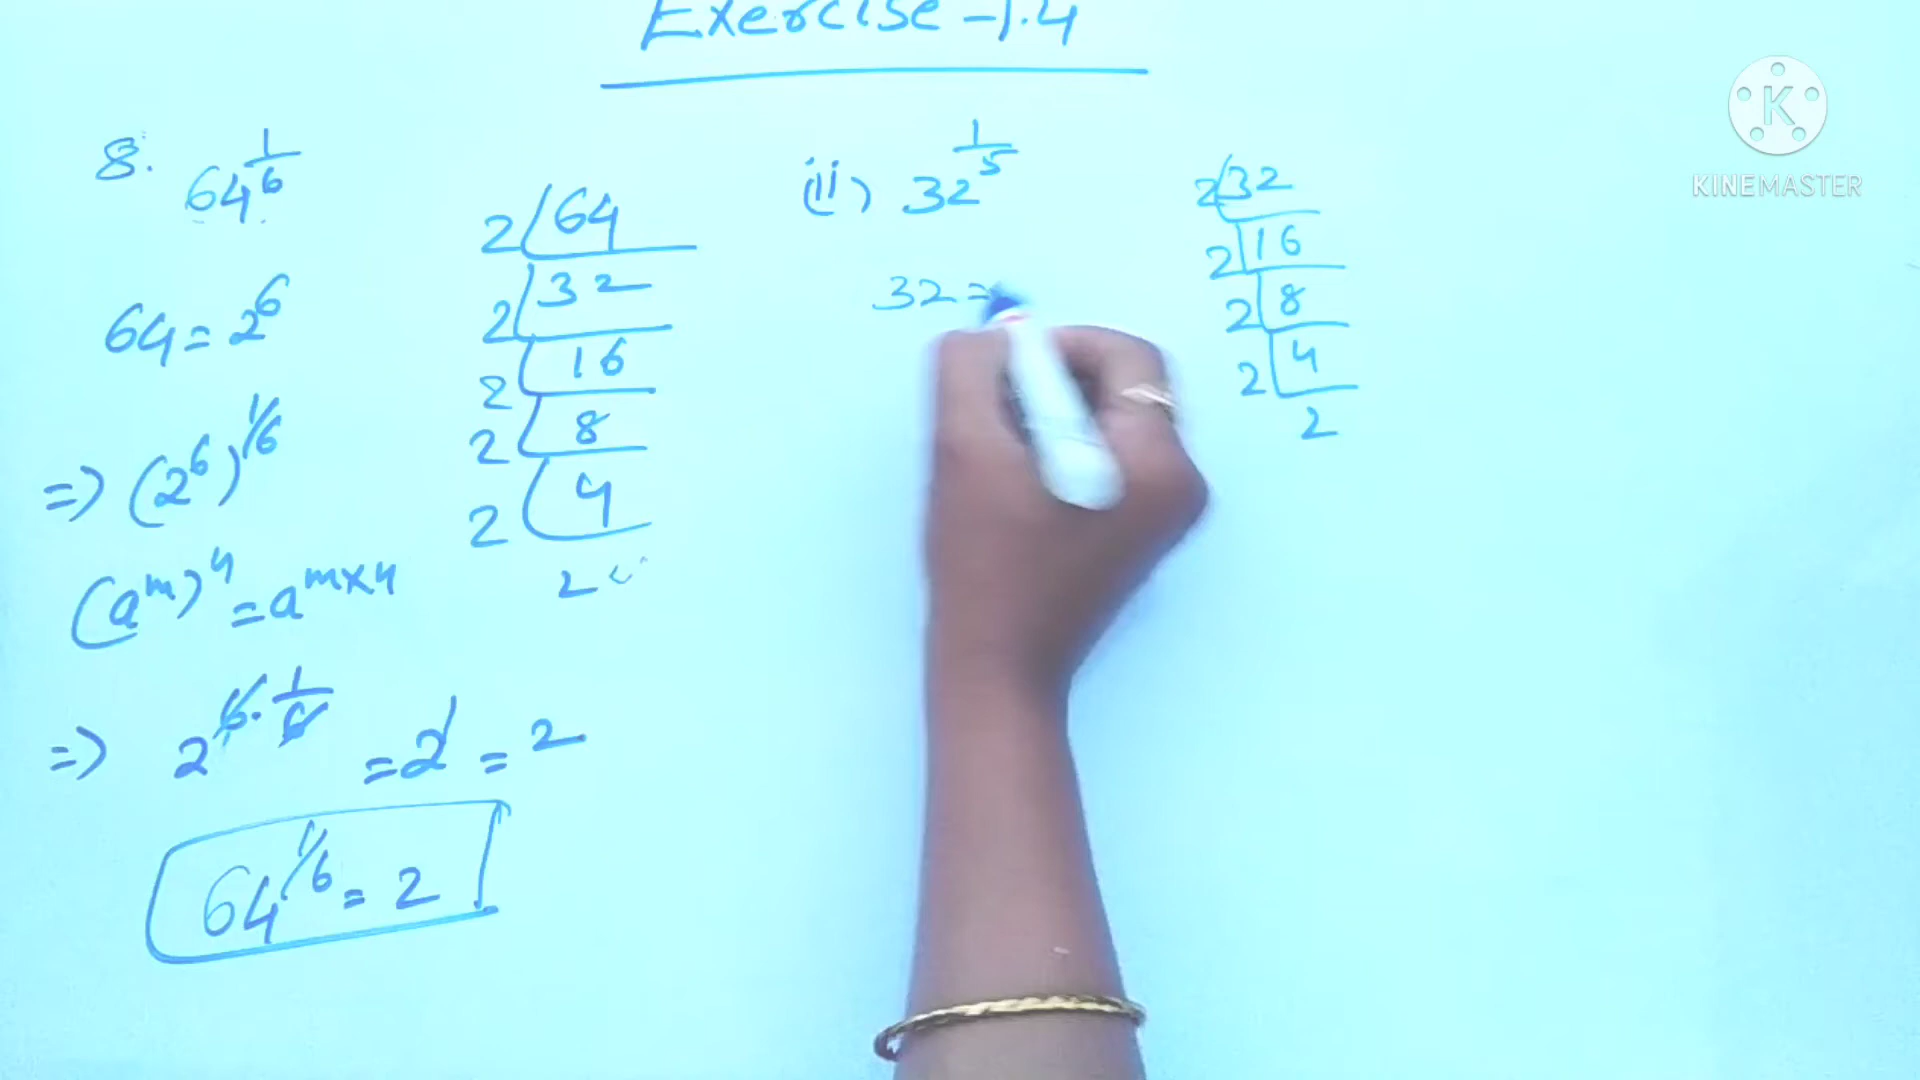 Exercise -1.4
8. 64^1/6
2 64
2 32
2 16
2 8
2 4
2
64 = 2^6
=> (2^6)^1/6
(a^m)^n = a^m×n
=> 2^6·1/6 = 2^1 = 2
64^1/6 = 2
(ii) 32^1/5
32 =
2 32
2 16
2 8
2 4
2
K
KINEMASTER